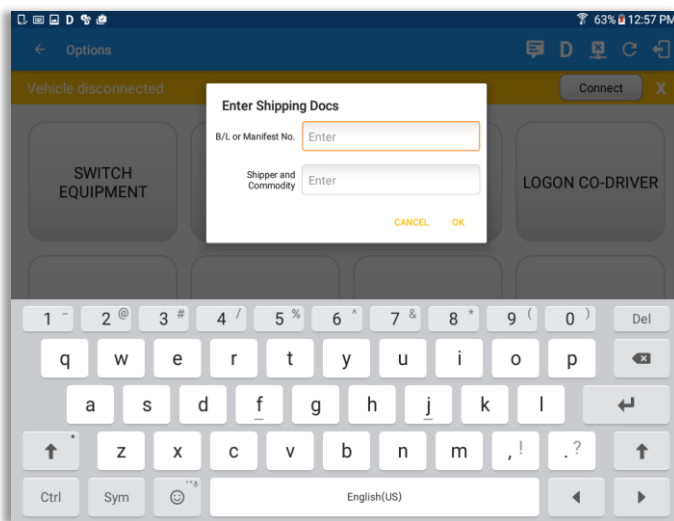 63% 12:57 PM
Options
D
Vehicle disconnected
Connect X
Enter Shipping Docs
B/L or Manifest No.
Enter
Shipper and
Commodity
Enter
CANCEL OK
SWITCH
EQUIPMENT
LOGON CO-DRIVER
1 - 2 @ 3 # 4 / 5 % 6 ^ 7 & 8 * 9 ( 0 ) Del
q w e r t y u i o p
a s d f g h j k l
z x c v b n m , ! . ?
Ctrl Sym English(US)